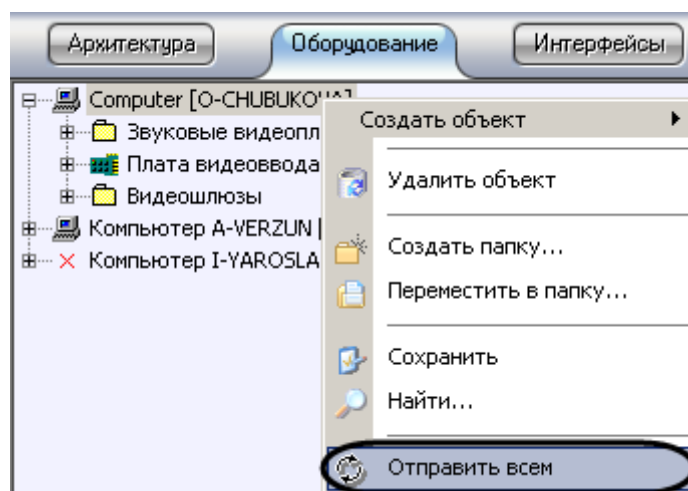 Архитектура
Оборудование
Интерфейсы
Computer [O-CHUBUKOVA]
Звуковые видеопл
Плата видеоввода
Видеошлюзы
Компьютер A-VERZUN [
Компьютер I-YAROSLA
Создать объект
Удалить объект
Создать папку...
Переместить в папку...
Сохранить
Найти...
Отправить всем